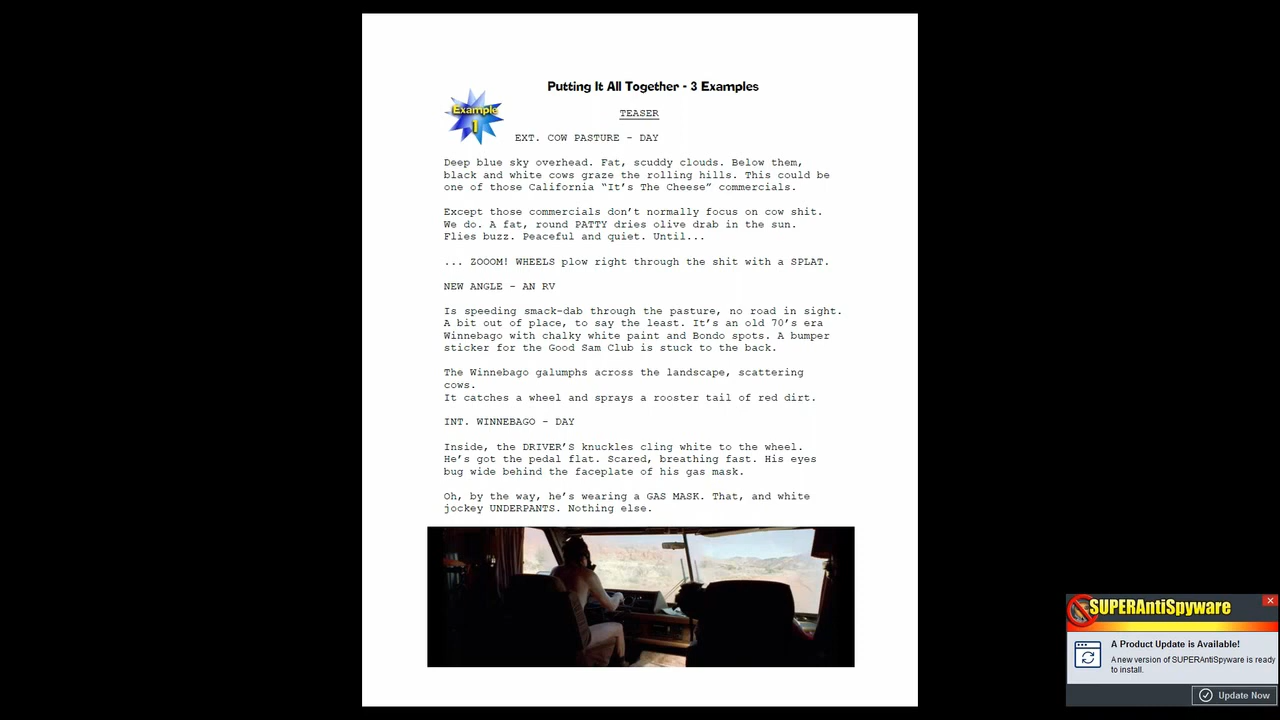 Putting It All Together - 3 Examples
Example
1
TEASER
EXT. COW PASTURE - DAY
Deep blue sky overhead. Fat, scuddy clouds. Below them,
black and white cows graze the rolling hills. This could be
one of those California “It’s The Cheese” commercials.
Except those commercials don’t normally focus on cow shit.
We do. A fat, round PATTY dries olive drab in the sun.
Flies buzz. Peaceful and quiet. Until...
... ZOOOM! WHEELS plow right through the shit with a SPLAT.
NEW ANGLE - AN RV
Is speeding smack-dab through the pasture, no road in sight.
A bit out of place, to say the least. It’s an old 70’s era
Winnebago with chalky white paint and Bondo spots. A bumper
sticker for the Good Sam Club is stuck to the back.
The Winnebago galumphs across the landscape, scattering
cows.
It catches a wheel and sprays a rooster tail of red dirt.
INT. WINNEBAGO - DAY
Inside, the DRIVER’S knuckles cling white to the wheel.
He’s got the pedal flat. Scared, breathing fast. His eyes
bug wide behind the faceplate of his gas mask.
Oh, by the way, he’s wearing a GAS MASK. That, and white
jockey UNDERPANTS. Nothing else.
SUPERAntiSpyware
A Product Update is Available!
A new version of SUPERAntiSpyware is ready
to install.
Update Now